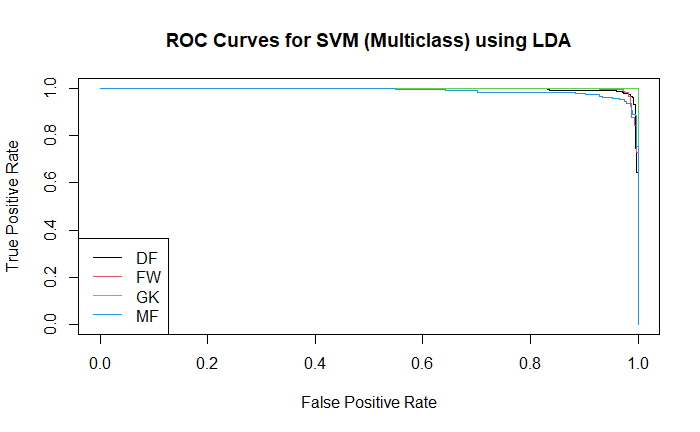 ROC Curves for SVM (Multiclass) using LDA
True Positive Rate
1.0
0.8
0.6
0.4
0.2
0.0
DF
FW
GK
MF
0.0 0.2 0.4 0.6 0.8 1.0
False Positive Rate